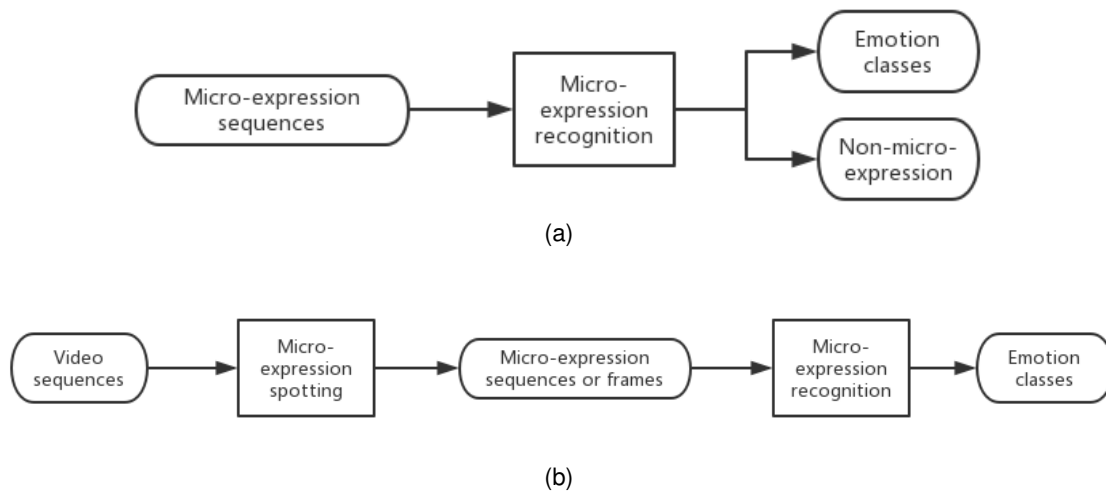 Micro-expression
sequences
Micro-
expression
recognition
Emotion
classes
Non-micro-
expression
(a)
Video
sequences
Micro-
expression
spotting
Micro-expression
sequences or frames
Micro-
expression
recognition
Emotion
classes
(b)